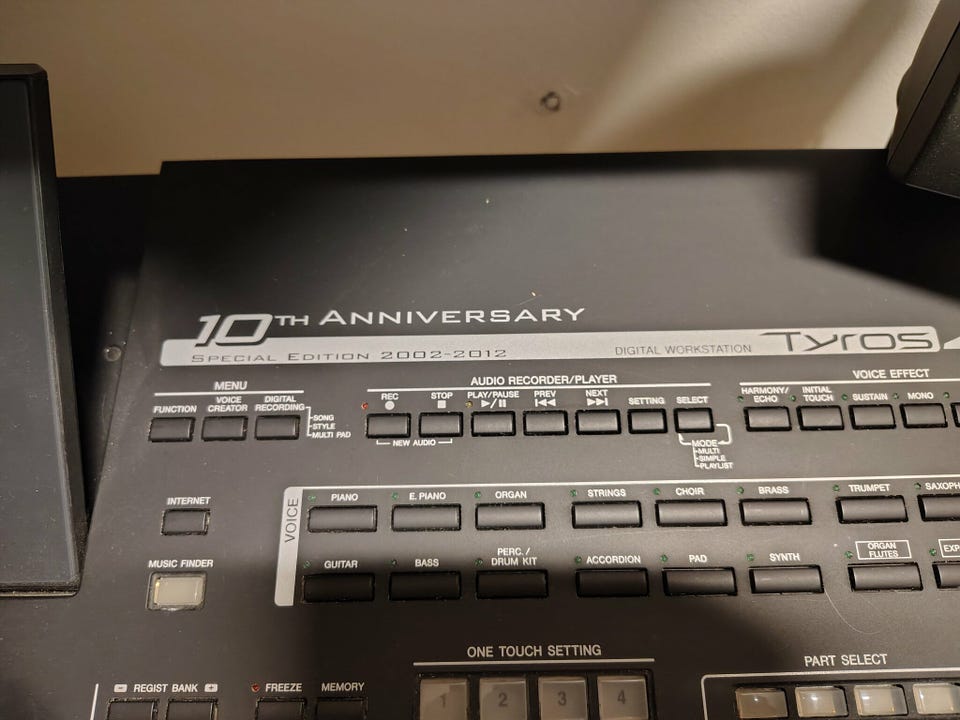 10TH ANNIVERSARY
SPECIAL EDITION 2002-2012
DIGITAL WORKSTATION Tyros
MENU
FUNCTION
VOICE CREATOR
DIGITAL RECORDING
SONG
STYLE
MULTI PAD
AUDIO RECORDER/PLAYER
REC
STOP
PLAY/PAUSE
PREV
NEXT
SETTING
SELECT
NEW AUDIO
MODE
MULTI
SIMPLE
PLAYLIST
VOICE EFFECT
HARMONY/ ECHO
INITIAL TOUCH
SUSTAIN
MONO
INTERNET
MUSIC FINDER
VOICE
PIANO
E. PIANO
ORGAN
STRINGS
CHOIR
BRASS
TRUMPET
SAXOPH
GUITAR
BASS
PERC. / DRUM KIT
ACCORDION
PAD
SYNTH
ORGAN FLUTES
EXP
ONE TOUCH SETTING
1 2 3 4
PART SELECT
- REGIST BANK +
FREEZE
MEMORY